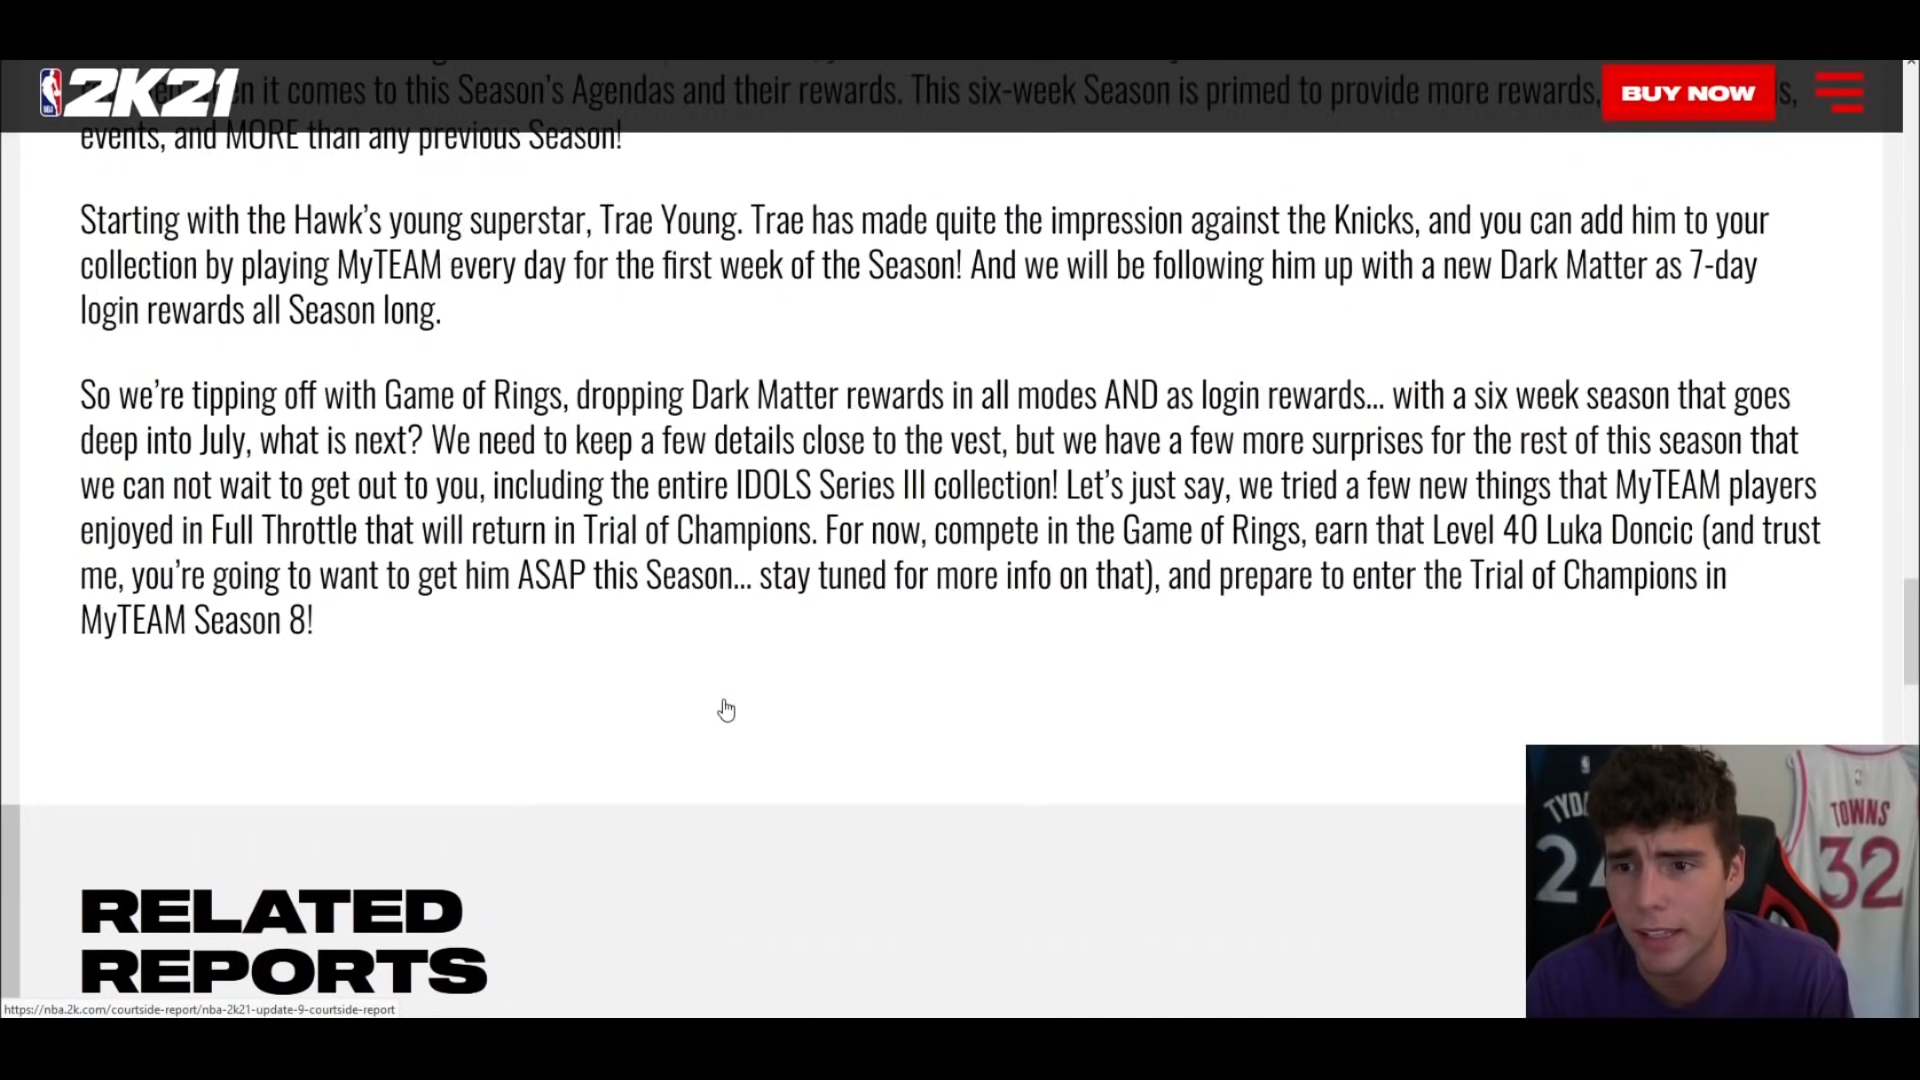 2K21
n it comes to this Season's Agendas and their rewards. This six-week Season is primed to provide more rewards,
s,
BUY NOW
events, and MORE than any previous Season!
Starting with the Hawk's young superstar, Trae Young. Trae has made quite the impression against the Knicks, and you can add him to your
collection by playing MyTEAM every day for the first week of the Season! And we will be following him up with a new Dark Matter as 7-day
login rewards all Season long.
So we're tipping off with Game of Rings, dropping Dark Matter rewards in all modes AND as login rewards... with a six week season that goes
deep into July, what is next? We need to keep a few details close to the vest, but we have a few more surprises for the rest of this season that
we can not wait to get out to you, including the entire IDOLS Series III collection! Let's just say, we tried a few new things that MyTEAM players
enjoyed in Full Throttle that will return in Trial of Champions. For now, compete in the Game of Rings, earn that Level 40 Luka Doncic (and trust
me, you're going to want to get him ASAP this Season... stay tuned for more info on that), and prepare to enter the Trial of Champions in
MyTEAM Season 8!
TYD
24
TOWNS
32
RELATED
REPORTS
https://nba.2k.com/courtside-report/nba-2k21-update-9-courtside-report